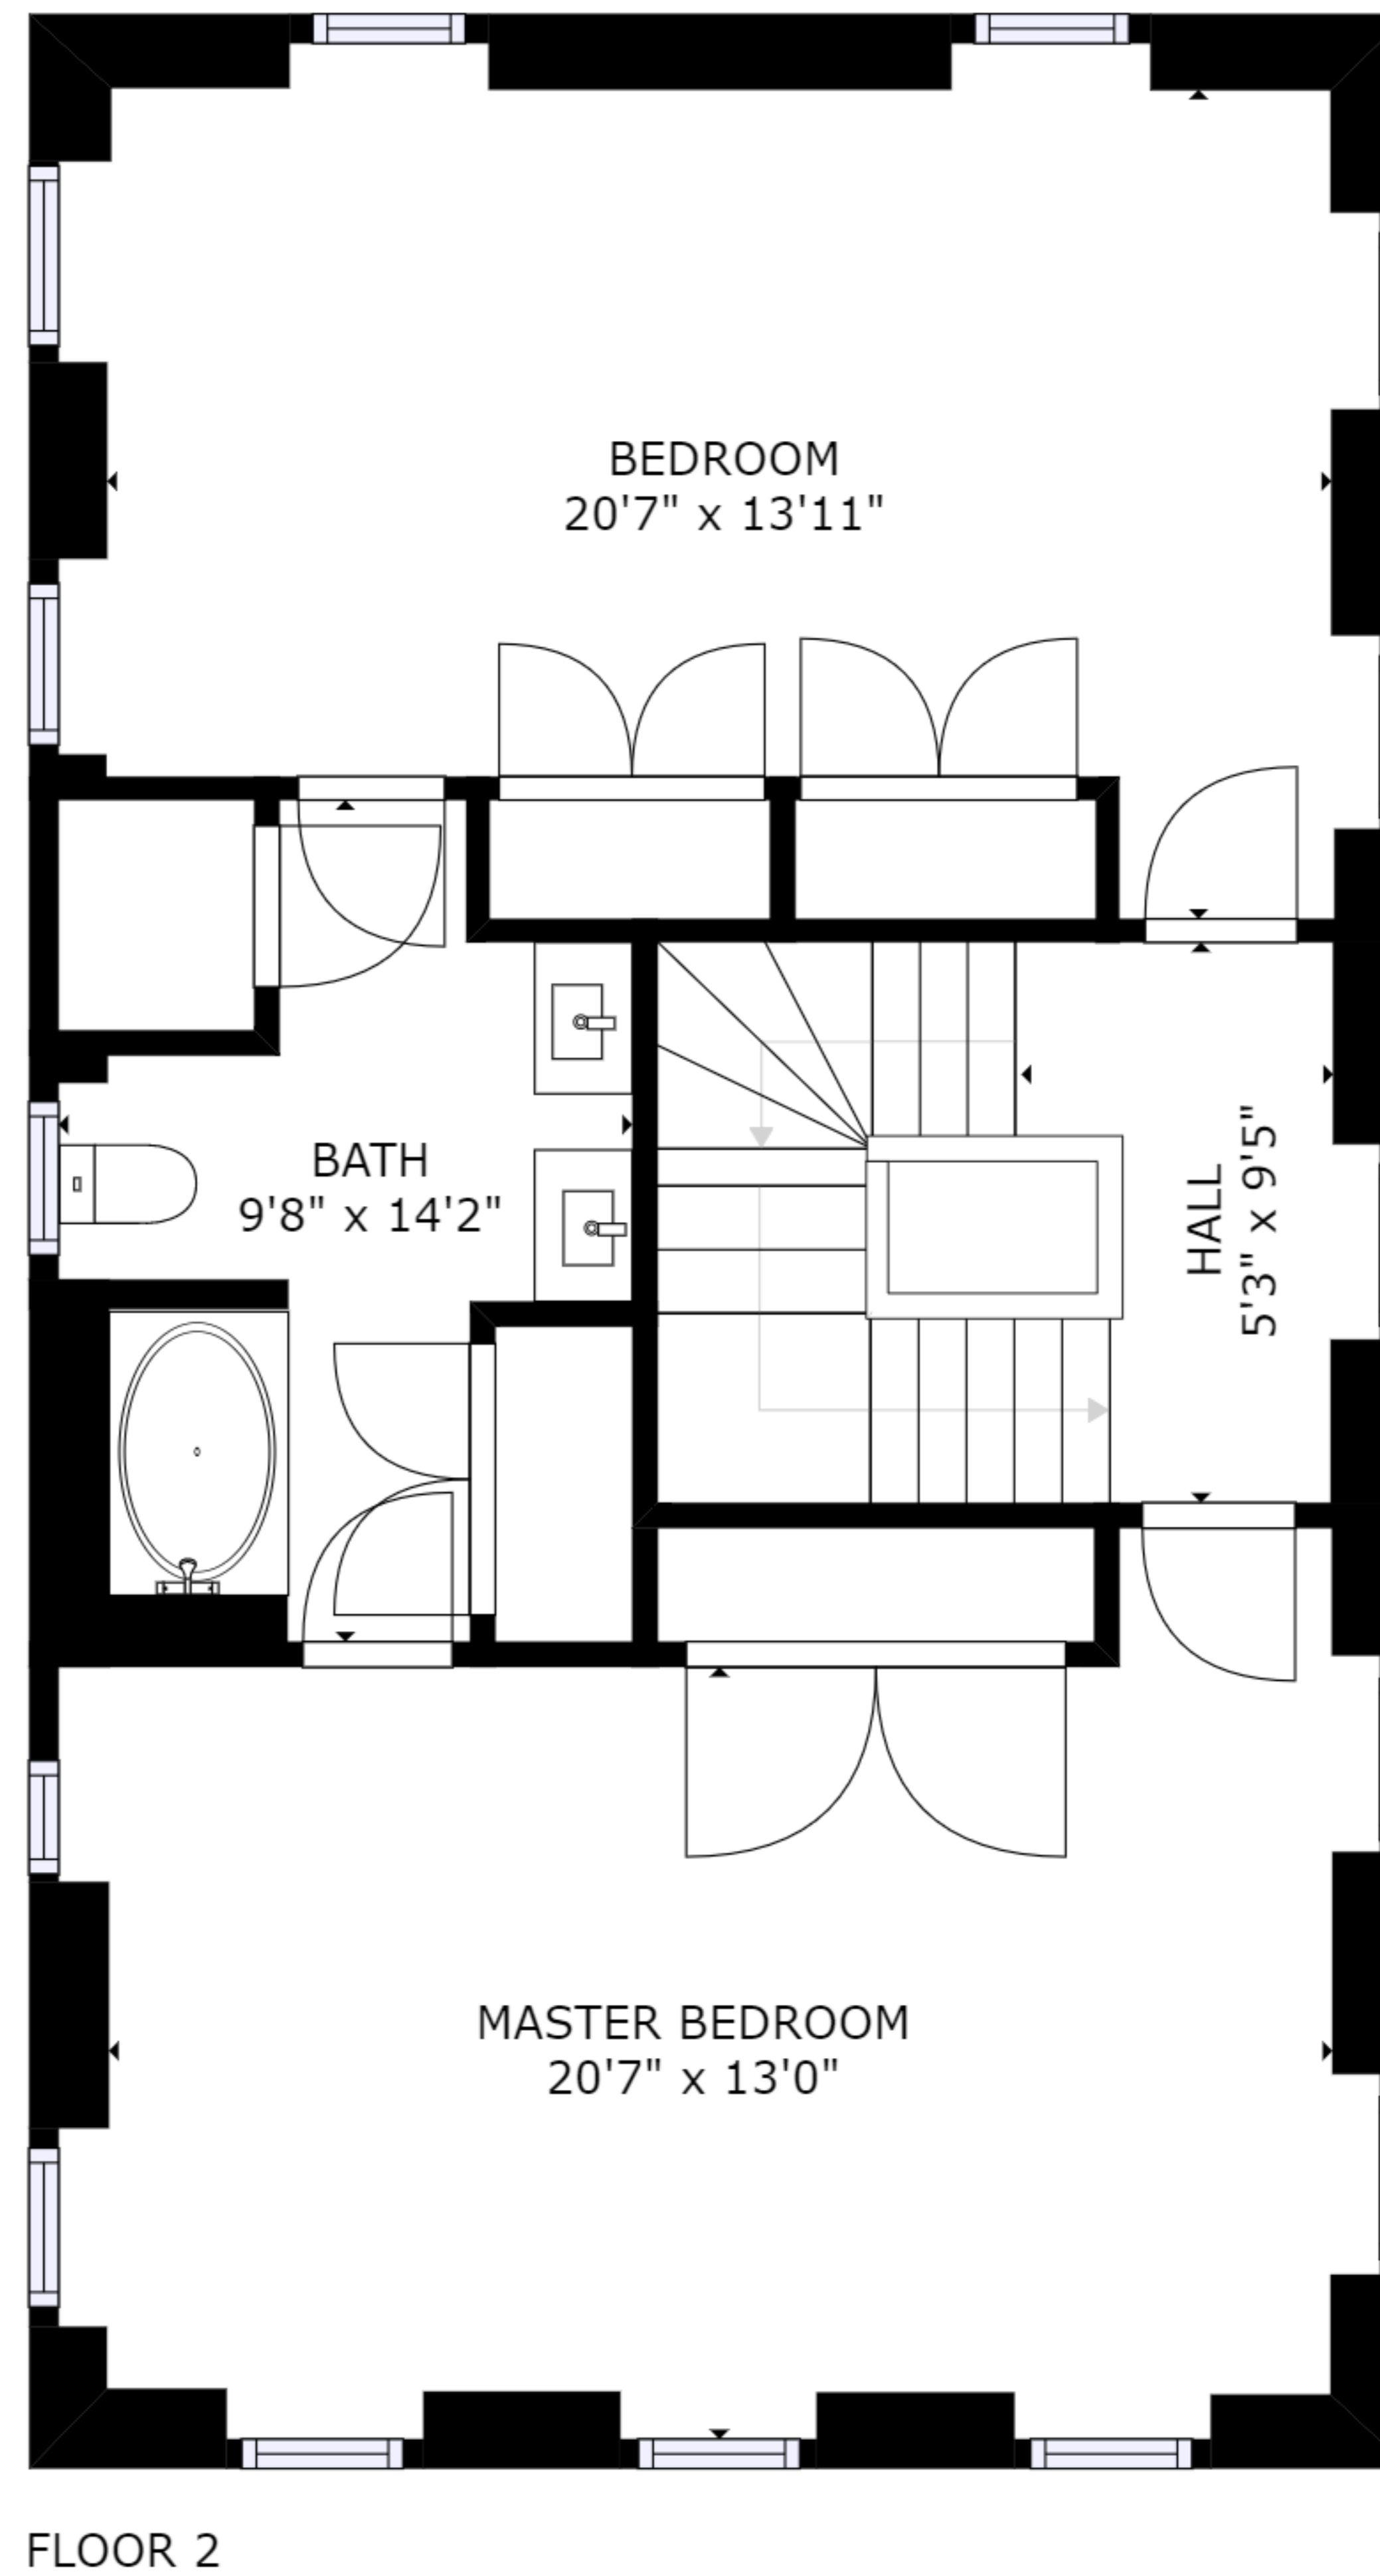 BEDROOM
20'7" x 13'11"
BATH
9'8" x 14'2"
HALL
5'3" x 9'5"
MASTER BEDROOM
20'7" x 13'0"
FLOOR 2